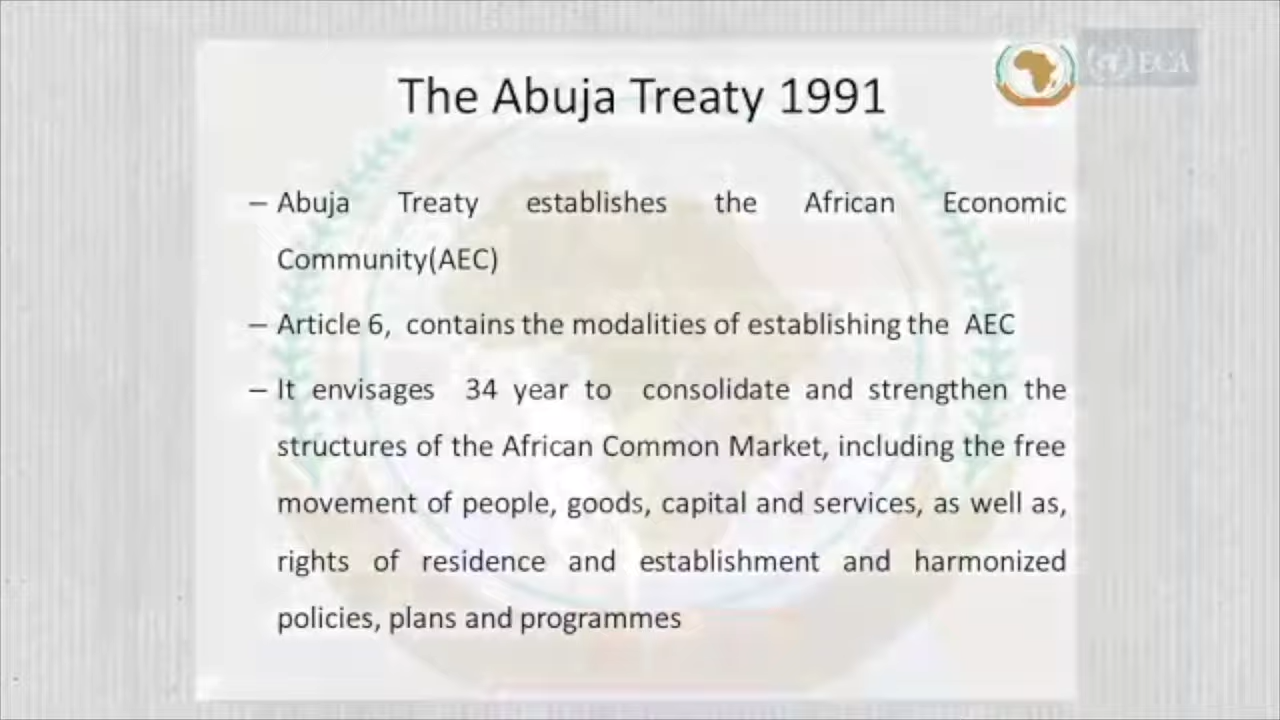 ECA
The Abuja Treaty 1991
– Abuja Treaty establishes the African Economic
Community(AEC)
– Article 6, contains the modalities of establishing the AEC
– It envisages 34 year to consolidate and strengthen the
structures of the African Common Market, including the free
movement of people, goods, capital and services, as well as,
rights of residence and establishment and harmonized
policies, plans and programmes